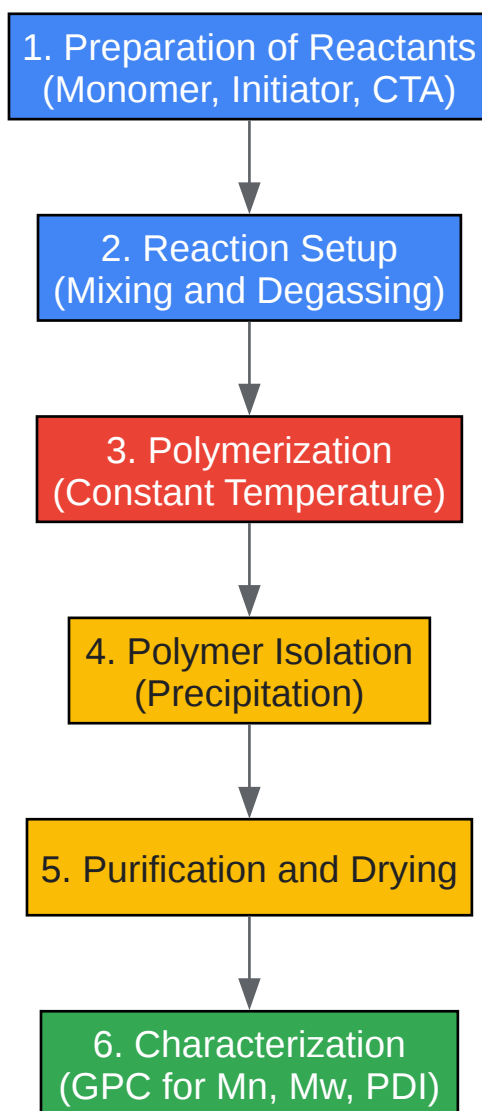 1. Preparation of Reactants
(Monomer, Initiator, CTA)
2. Reaction Setup
(Mixing and Degassing)
3. Polymerization
(Constant Temperature)
4. Polymer Isolation
(Precipitation)
5. Purification and Drying
6. Characterization
(GPC for Mn, Mw, PDI)